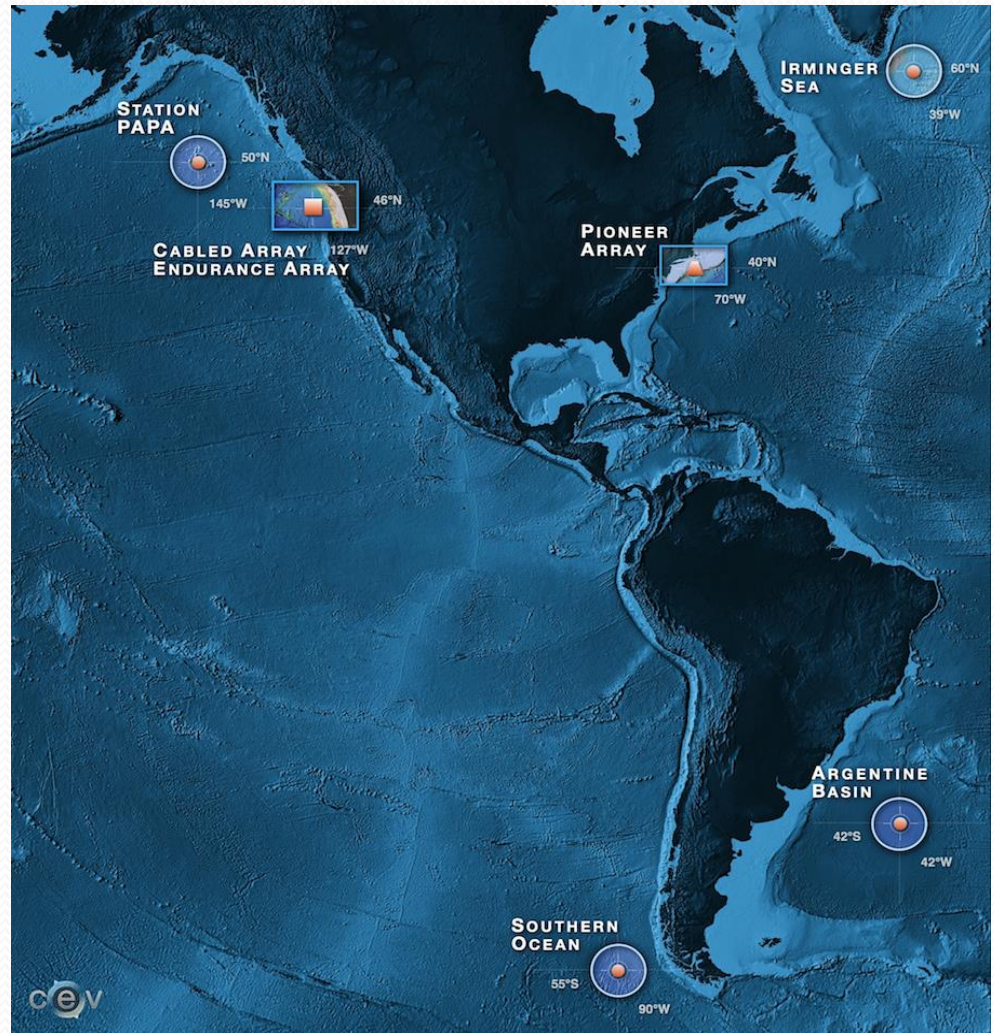 IRMINGER
SEA
60°N
39°W
STATION
PAPA
50°N
145°W
46°N
127°W
CABLED ARRAY
ENDURANCE ARRAY
PIONEER
ARRAY
40°N
70°W
ARGENTINE
BASIN
42°S
42°W
SOUTHERN
OCEAN
55°S
90°W
cev